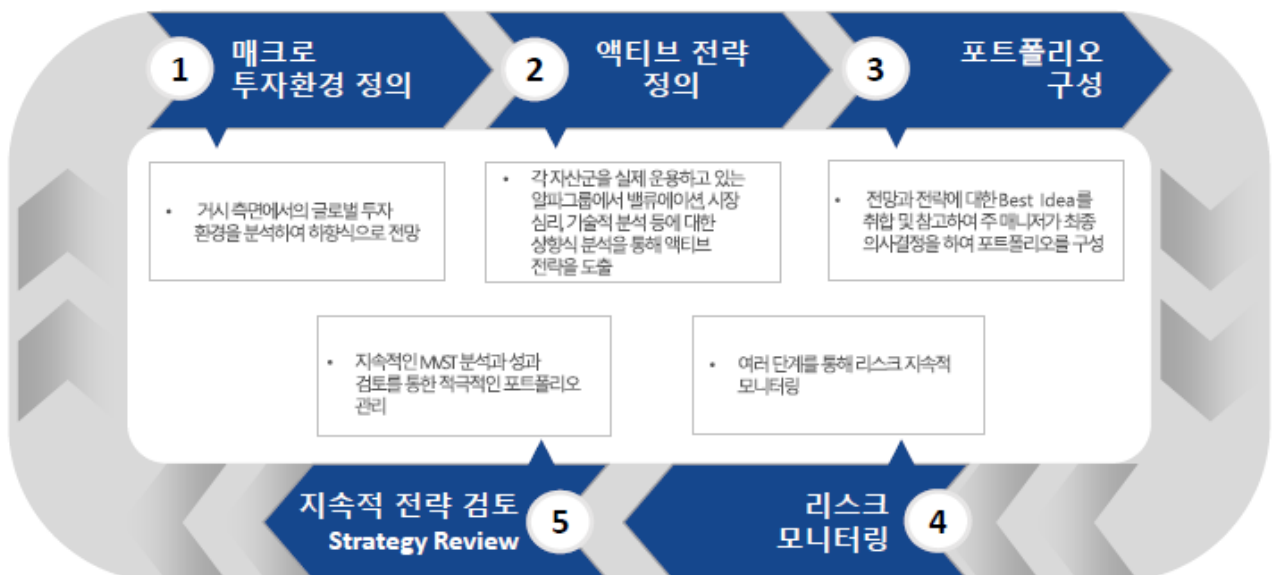 1
매크로
투자환경 정의
2
액티브 전략
정의
3
포트폴리오
구성
• 거시 측면에서의 글로벌 투자
환경을 분석하여 하향식으로 전망
• 각 자산군을 실제 운용하고 있는
알파그룹에서 밸류에이션, 시장
심리, 기술적 분석 등에 대한
상향식 분석을 통해 액티브
전략을 도출
• 전망과 전략에 대한 Best Idea를
취합 및 참고하여 주 매니저가 최종
의사결정을 하여 포트폴리오를 구성
• 여러 단계를 통해 리스크 지속적
모니터링
리스크
모니터링
4
• 지속적인 MVST 분석과 성과
검토를 통한 적극적인 포트폴리오
관리
지속적 전략 검토
Strategy Review
5